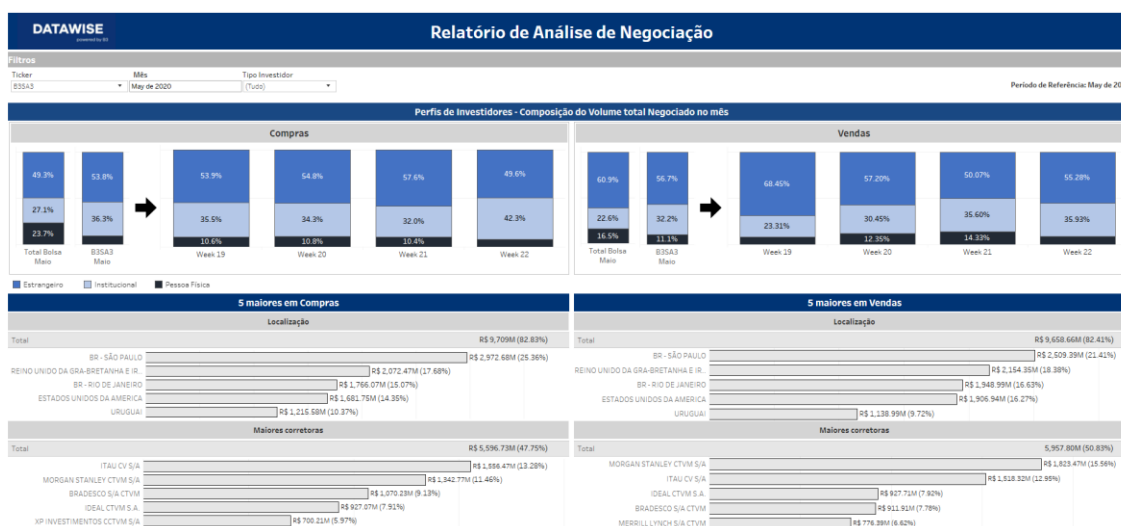 DATAWISE
powered by B3
Relatório de Análise de Negociação
Filtros
Ticker Mês Tipo Investidor
B3SA3 May de 2020 (Tudo)
Período de Referência: May de 20
Perfis de Investidores - Composição do Volume total Negociado no mês
Compras Vendas
49.3% 53.8% 53.9% 54.8% 57.6% 49.6% 60.9% 56.7% 68.45% 57.20% 50.07% 55.28%
27.1% 36.3% 35.5% 34.3% 32.0% 42.3% 22.6% 32.2% 23.31% 30.45% 35.60% 35.93%
23.7% 10.6% 10.8% 10.4% 16.5% 11.1% 12.35% 14.33%
Total Bolsa B3SA3 Week 19 Week 20 Week 21 Week 22 Total Bolsa B3SA3 Week 19 Week 20 Week 21 Week 22
Maio Maio Maio Maio
Estrangeiro Institucional Pessoa Física
5 maiores em Compras 5 maiores em Vendas
Localização Localização
Total R$ 9,709M (82.83%) Total R$ 9,658.66M (82.41%)
BR - SÃO PAULO R$ 2,972.68M (25.36%) BR - SÃO PAULO R$ 2,509.39M (21.41%)
REINO UNIDO DA GRA-BRETANHA E IR.. R$ 2,072.47M (17.68%) REINO UNIDO DA GRA-BRETANHA E IR.. R$ 2,154.35M (18.38%)
BR - RIO DE JANEIRO R$ 1,766.07M (15.07%) BR - RIO DE JANEIRO R$ 1,948.99M (16.63%)
ESTADOS UNIDOS DA AMERICA R$ 1,681.75M (14.35%) ESTADOS UNIDOS DA AMERICA R$ 1,906.94M (16.27%)
URUGUAI R$ 1,215.58M (10.37%) URUGUAI R$ 1,138.99M (9.72%)
Maiores corretoras Maiores corretoras
Total R$ 5,596.73M (47.75%) Total 5,957.80M (50.83%)
ITAU CV S/A R$ 1,556.47M (13.28%) MORGAN STANLEY CTVM S/A R$ 1,823.47M (15.56%)
MORGAN STANLEY CTVM S/A R$ 1,342.77M (11.46%) ITAU CV S/A R$ 1,518.32M (12.95%)
BRADESCO S/A CTVM R$ 1,070.23M (9.13%) IDEAL CTVM S.A. R$ 927.71M (7.92%)
IDEAL CTVM S.A. R$ 927.07M (7.91%) BRADESCO S/A CTVM R$ 911.91M (7.78%)
XP INVESTIMENTOS CCTVM S/A R$ 700.21M (5.97%) MERRILL LYNCH S/A CTVM R$ 776.39M (6.62%)